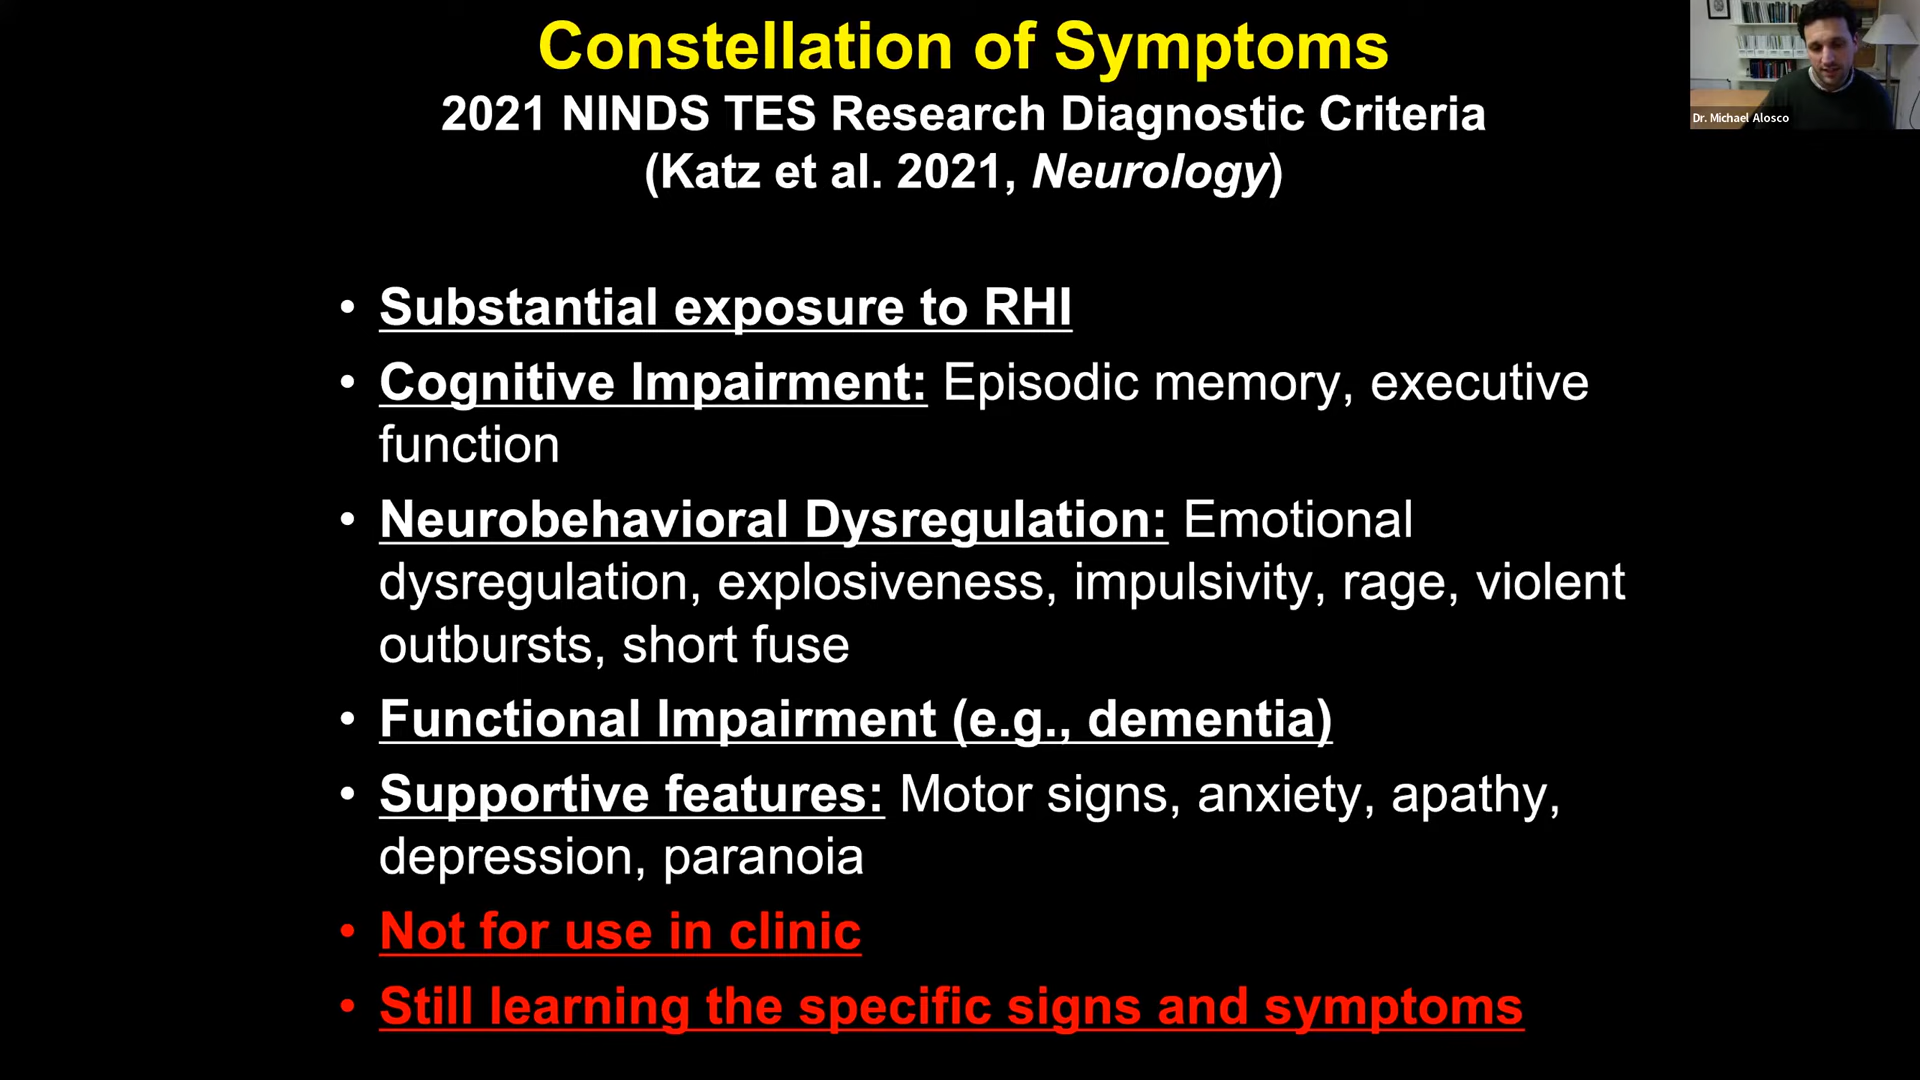 Constellation of Symptoms
2021 NINDS TES Research Diagnostic Criteria
(Katz et al. 2021, Neurology)
Dr. Michael Alosco
• Substantial exposure to RHI
• Cognitive Impairment: Episodic memory, executive
function
• Neurobehavioral Dysregulation: Emotional
dysregulation, explosiveness, impulsivity, rage, violent
outbursts, short fuse
• Functional Impairment (e.g., dementia)
• Supportive features: Motor signs, anxiety, apathy,
depression, paranoia
• Not for use in clinic
• Still learning the specific signs and symptoms